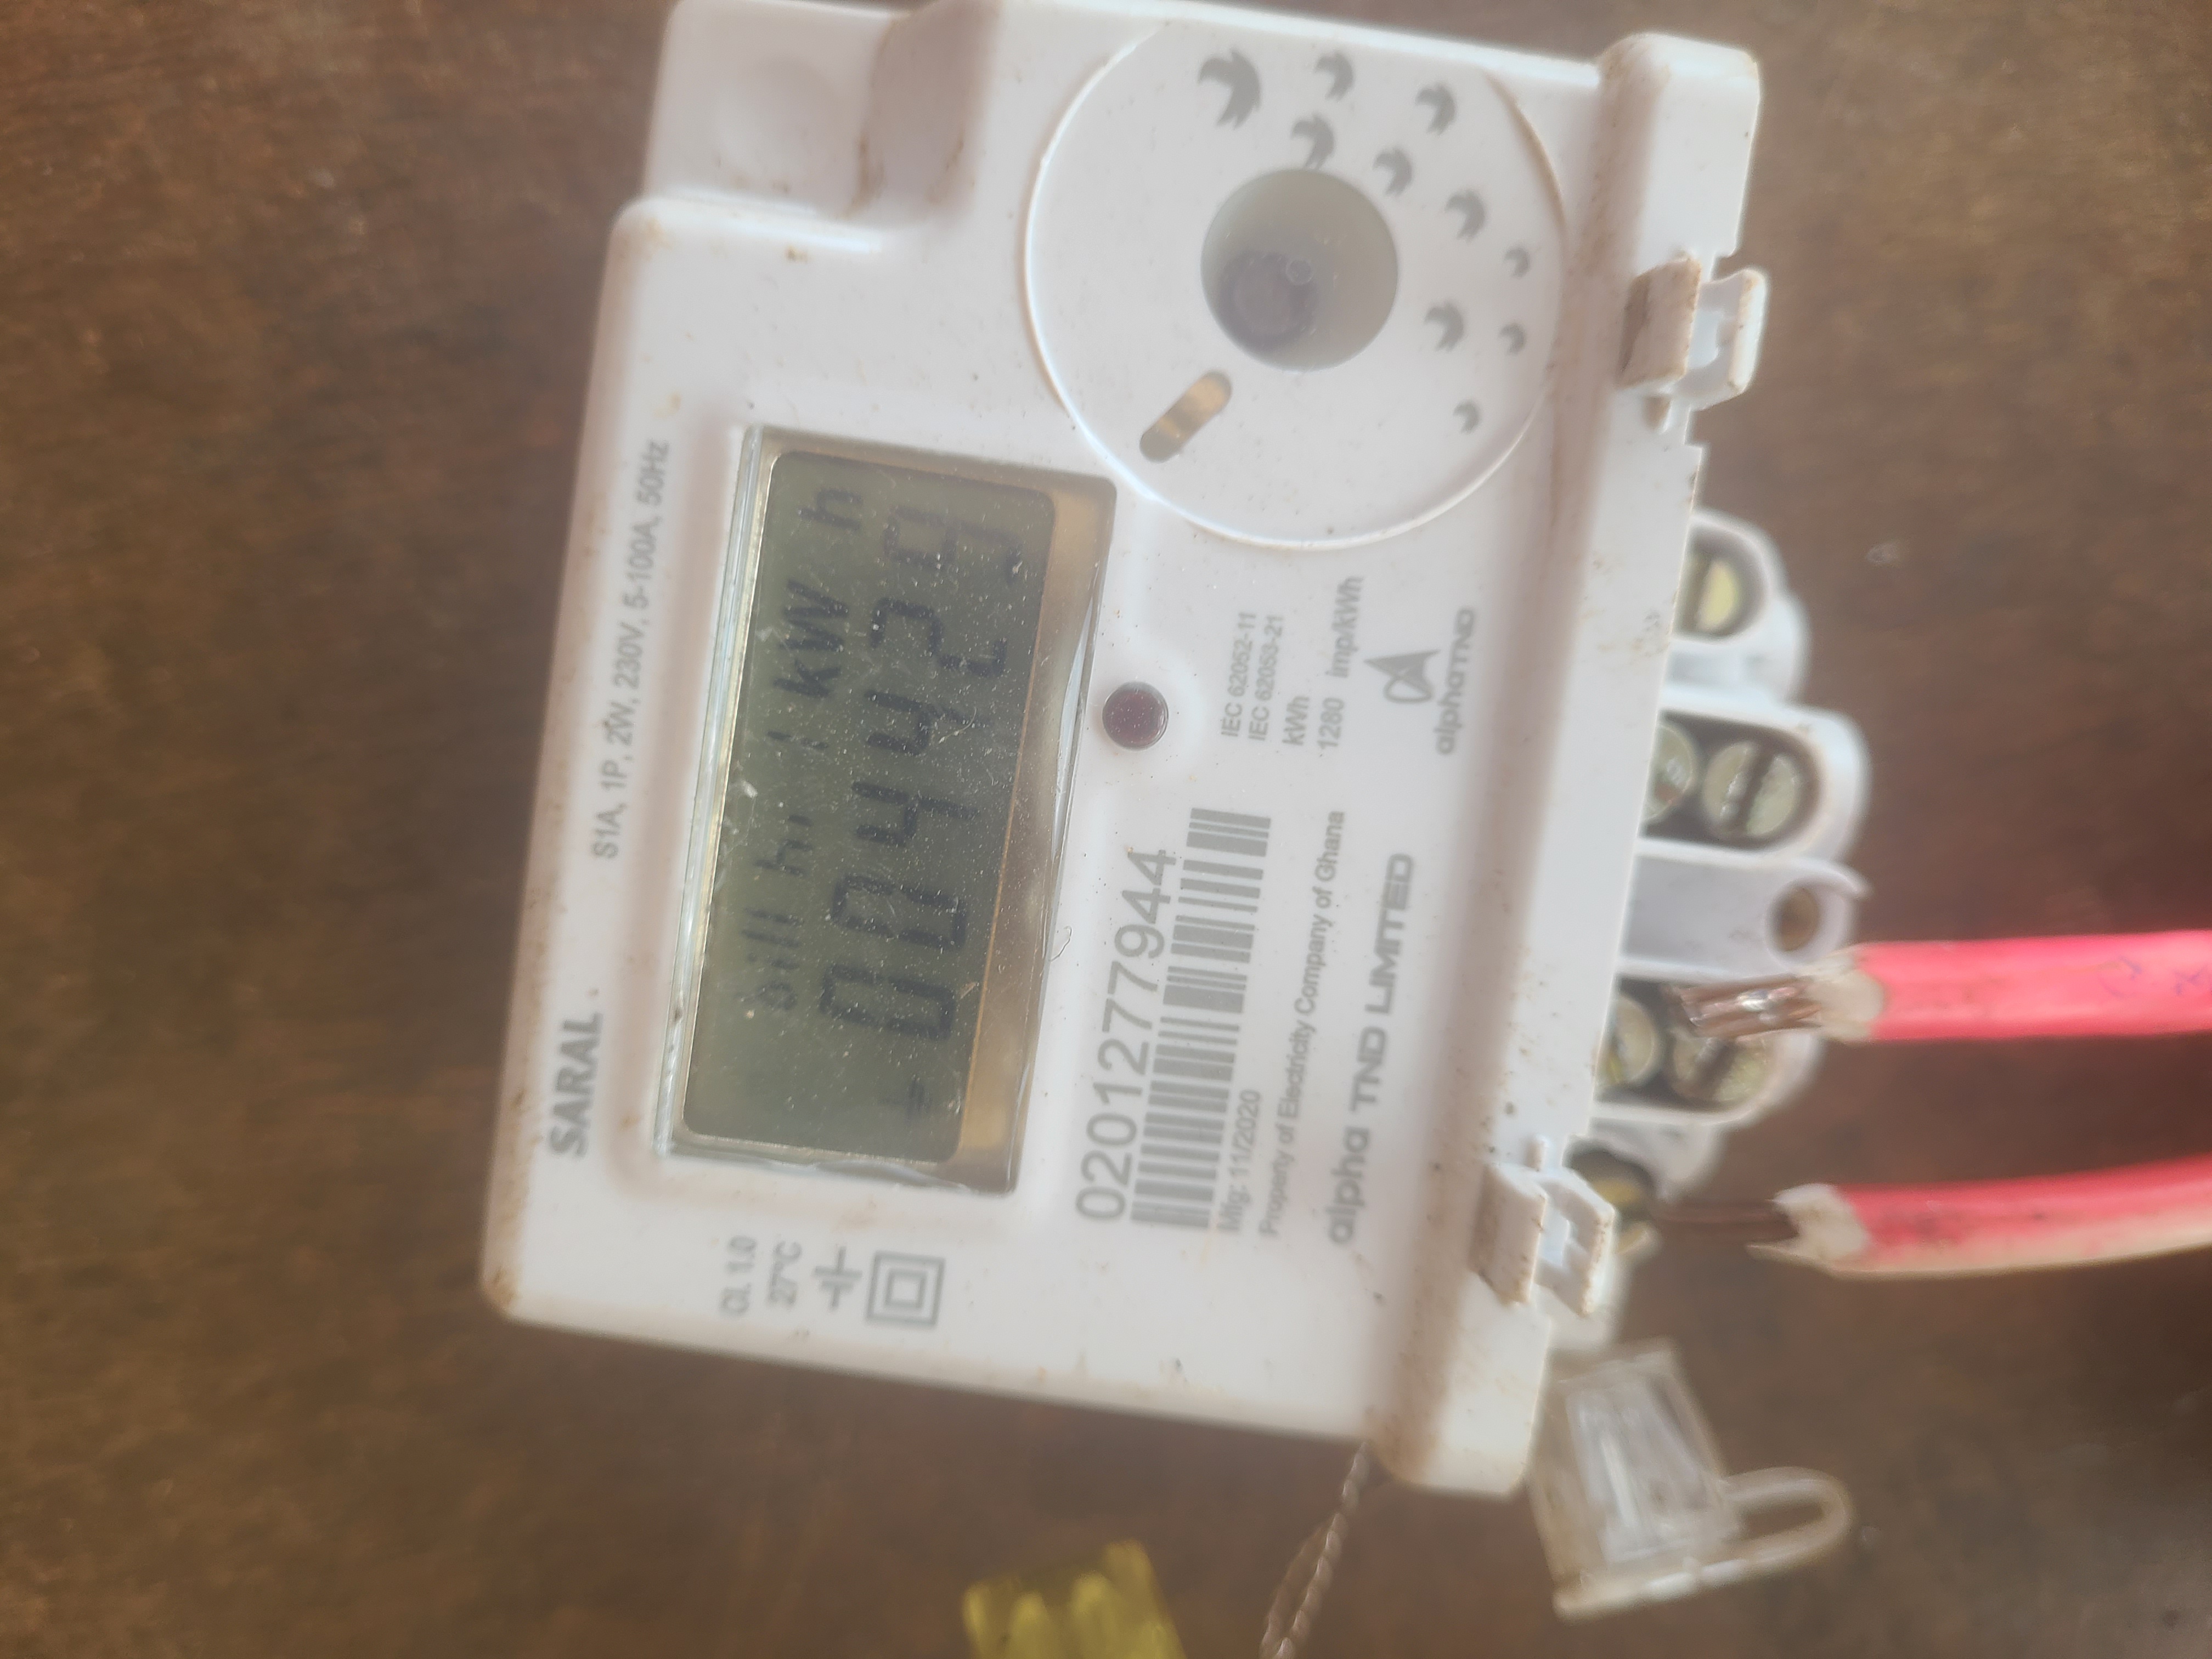 SARAL
S1A, 1P, 2W, 230V, 5-100A, 50Hz
Cl. 1.0
27°C
bill hi 1 kWh
004429
0201277944
Mfg: 11/2020
Property of Electricity Company of Ghana
alpha TND LIMITED
IEC 62052-11
IEC 62053-21
kWh
1280 imp/kWh
alphaTND